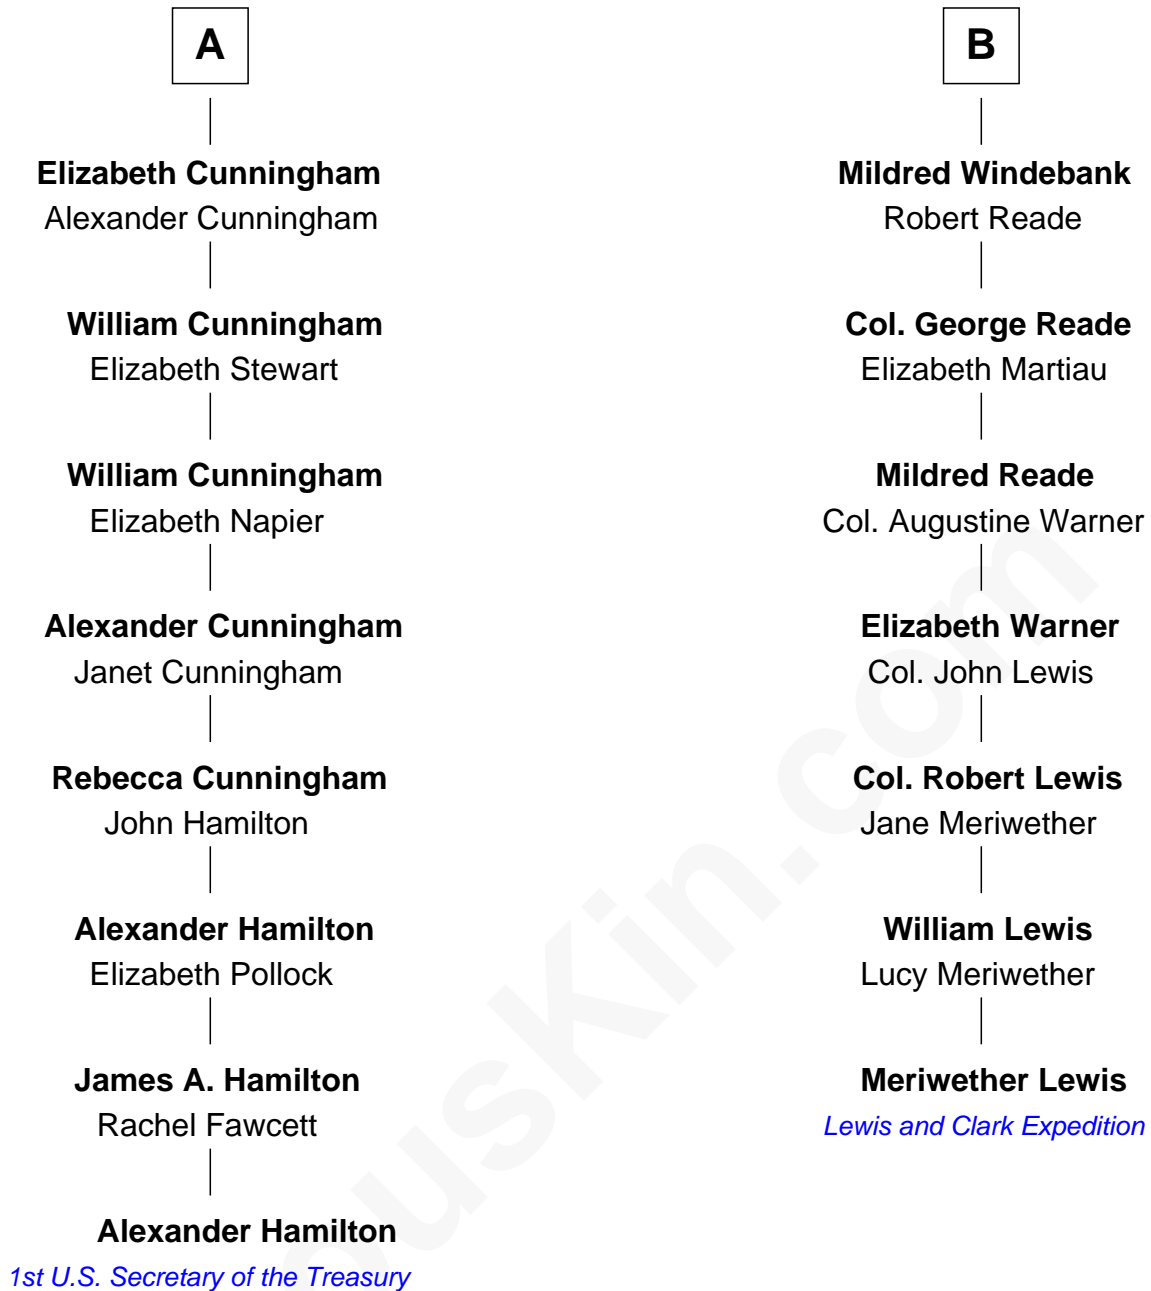 A
Elizabeth Cunningham
Alexander Cunningham
William Cunningham
Elizabeth Stewart
William Cunningham
Elizabeth Napier
Alexander Cunningham
Janet Cunningham
Rebecca Cunningham
John Hamilton
Alexander Hamilton
Elizabeth Pollock
James A. Hamilton
Rachel Fawcett
Alexander Hamilton
1st U.S. Secretary of the Treasury
B
Mildred Windebank
Robert Reade
Col. George Reade
Elizabeth Martiau
Mildred Reade
Col. Augustine Warner
Elizabeth Warner
Col. John Lewis
Col. Robert Lewis
Jane Meriwether
William Lewis
Lucy Meriwether
Meriwether Lewis
Lewis and Clark Expedition
ousKin.com